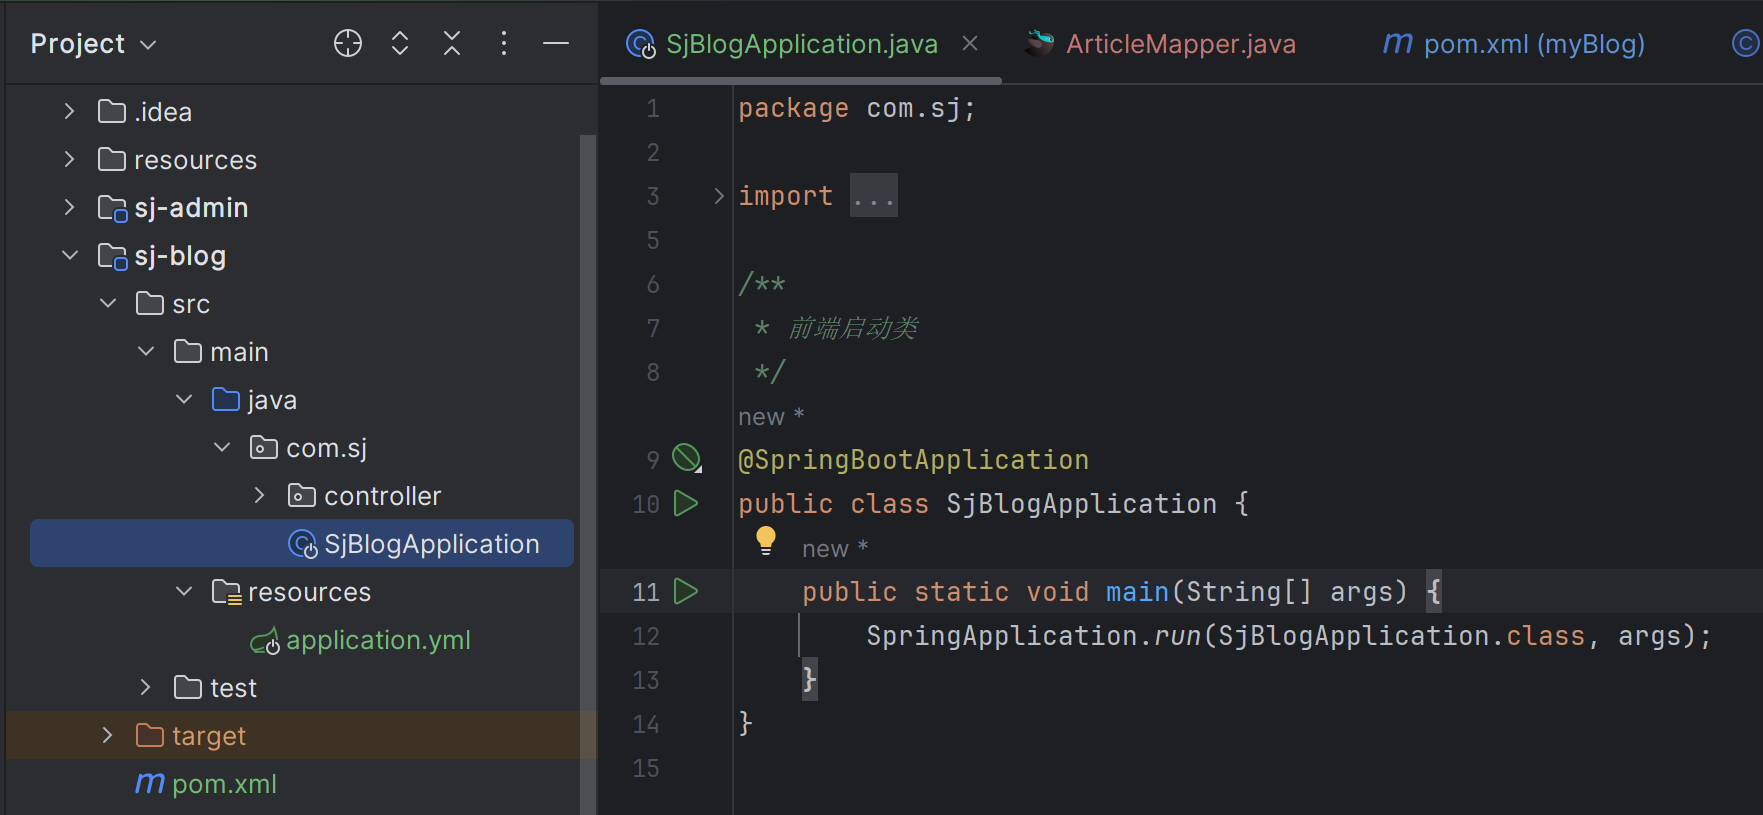 Project
.idea
resources
sj-admin
sj-blog
src
main
java
com.sj
controller
SjBlogApplication
resources
application.yml
test
target
pom.xml
SjBlogApplication.java
ArticleMapper.java
pom.xml (myBlog)
1 package com.sj;
2
3 import ...
5
6 /**
7 * 前端启动类
8 */
new *
9 @SpringBootApplication
10 public class SjBlogApplication {
new *
11 public static void main(String[] args) {
12 SpringApplication.run(SjBlogApplication.class, args);
13 }
14 }
15